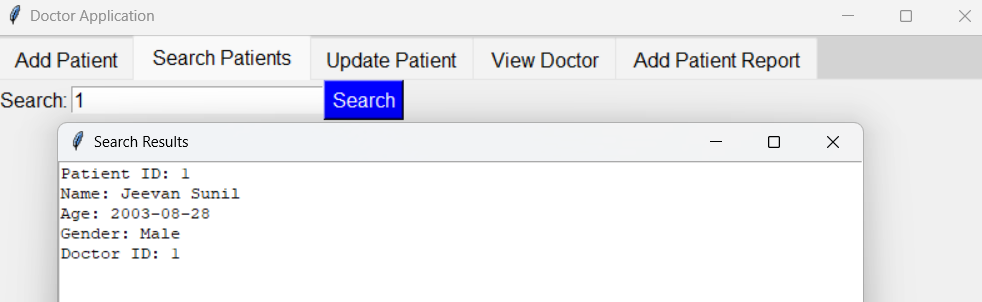 Doctor Application
Add Patient Search Patients Update Patient View Doctor Add Patient Report
Search: 1 Search
Search Results
Patient ID: 1
Name: Jeevan Sunil
Age: 2003-08-28
Gender: Male
Doctor ID: 1